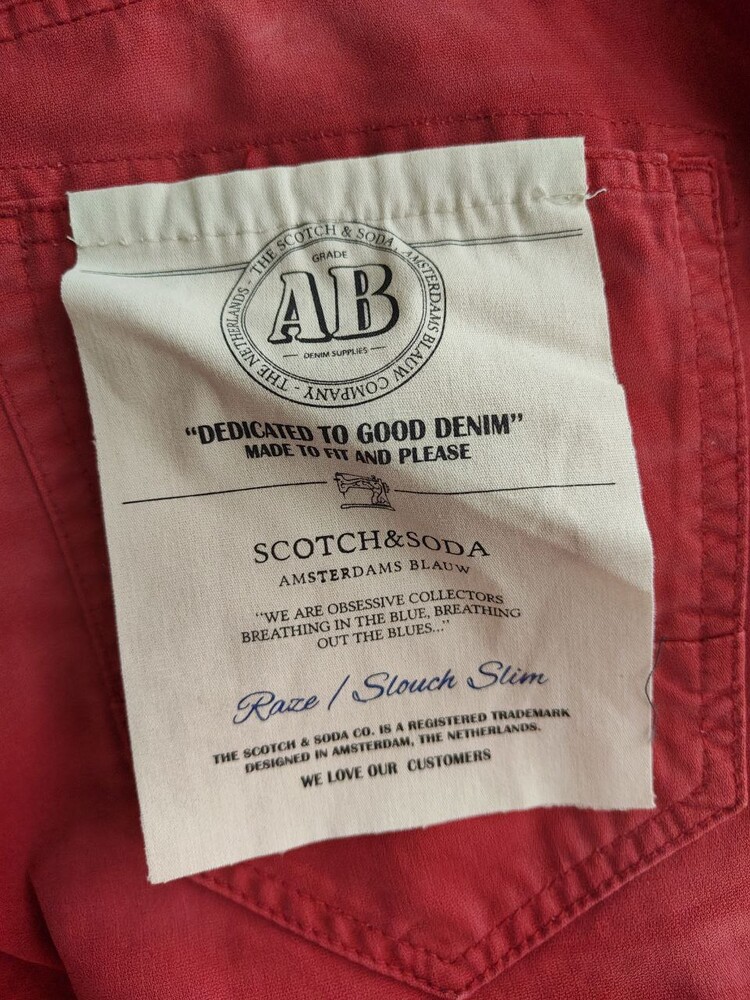 THE SCOTCH & SODA, AMSTERDAMS BLAUW COMPANY - THE NETHERLANDS -
GRADE
AB
DENIM SUPPLIES
“DEDICATED TO GOOD DENIM”
MADE TO FIT AND PLEASE
SCOTCH&SODA
AMSTERDAMS BLAUW
“WE ARE OBSESSIVE COLLECTORS
BREATHING IN THE BLUE, BREATHING
OUT THE BLUES...”
Raze / Slouch Slim
THE SCOTCH & SODA CO. IS A REGISTERED TRADEMARK
DESIGNED IN AMSTERDAM, THE NETHERLANDS.
WE LOVE OUR CUSTOMERS